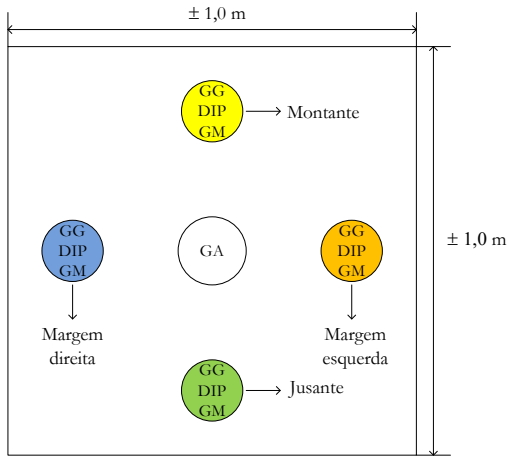 ± 1,0 m
GG
DIP
GM
Montante
GG
DIP
GM
Margem
direita
GA
GG
DIP
GM
Margem
esquerda
± 1,0 m
GG
DIP
GM
Jusante